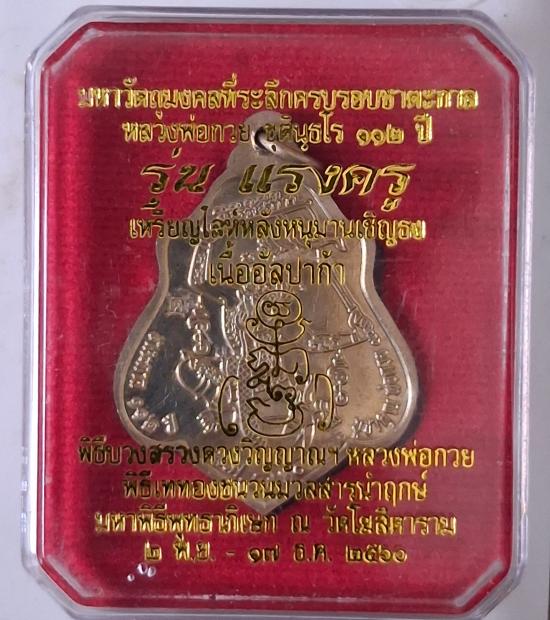 มหาวัตถุมงคลที่ระลึกครบรอบชาตะกาล
หลวงพ่อกวย ชุตินฺธโร ๑๑๒ ปี
รุ่น แรงครู
เหรียญโล่ห์หลังหนุมานเชิญธง
เนื้ออัลปาก้า
พิธีบวงสรวงดวงวิญญาณฯ หลวงพ่อกวย
พิธีเททองชนวนมวลสารนำฤกษ์
มหาพิธีพุทธาภิเษก ณ วัดโฆสิตาราม
๒ พ.ย. - ๑๗ ธ.ค. ๒๕๖๐